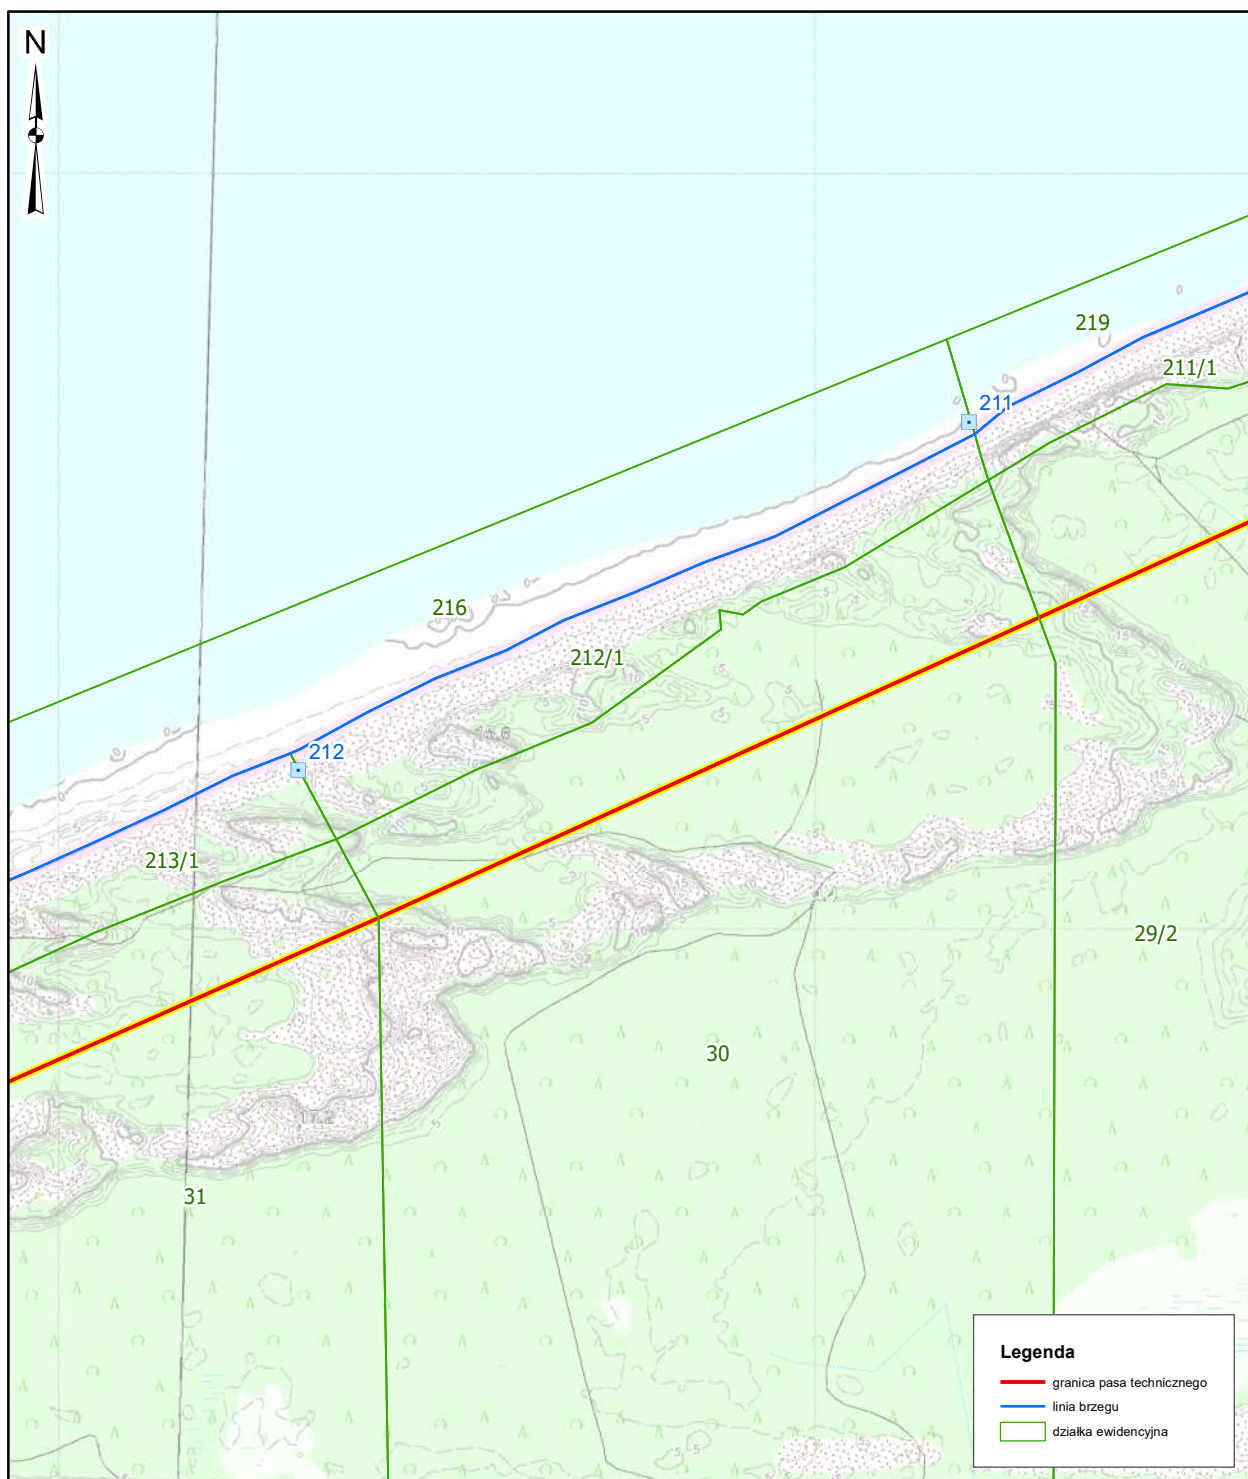 N
219
211/1
211
216
212/1
212
213/1
29/2
30
31
Legenda
granica pasa technicznego
linia brzegu
działka ewidencyjna